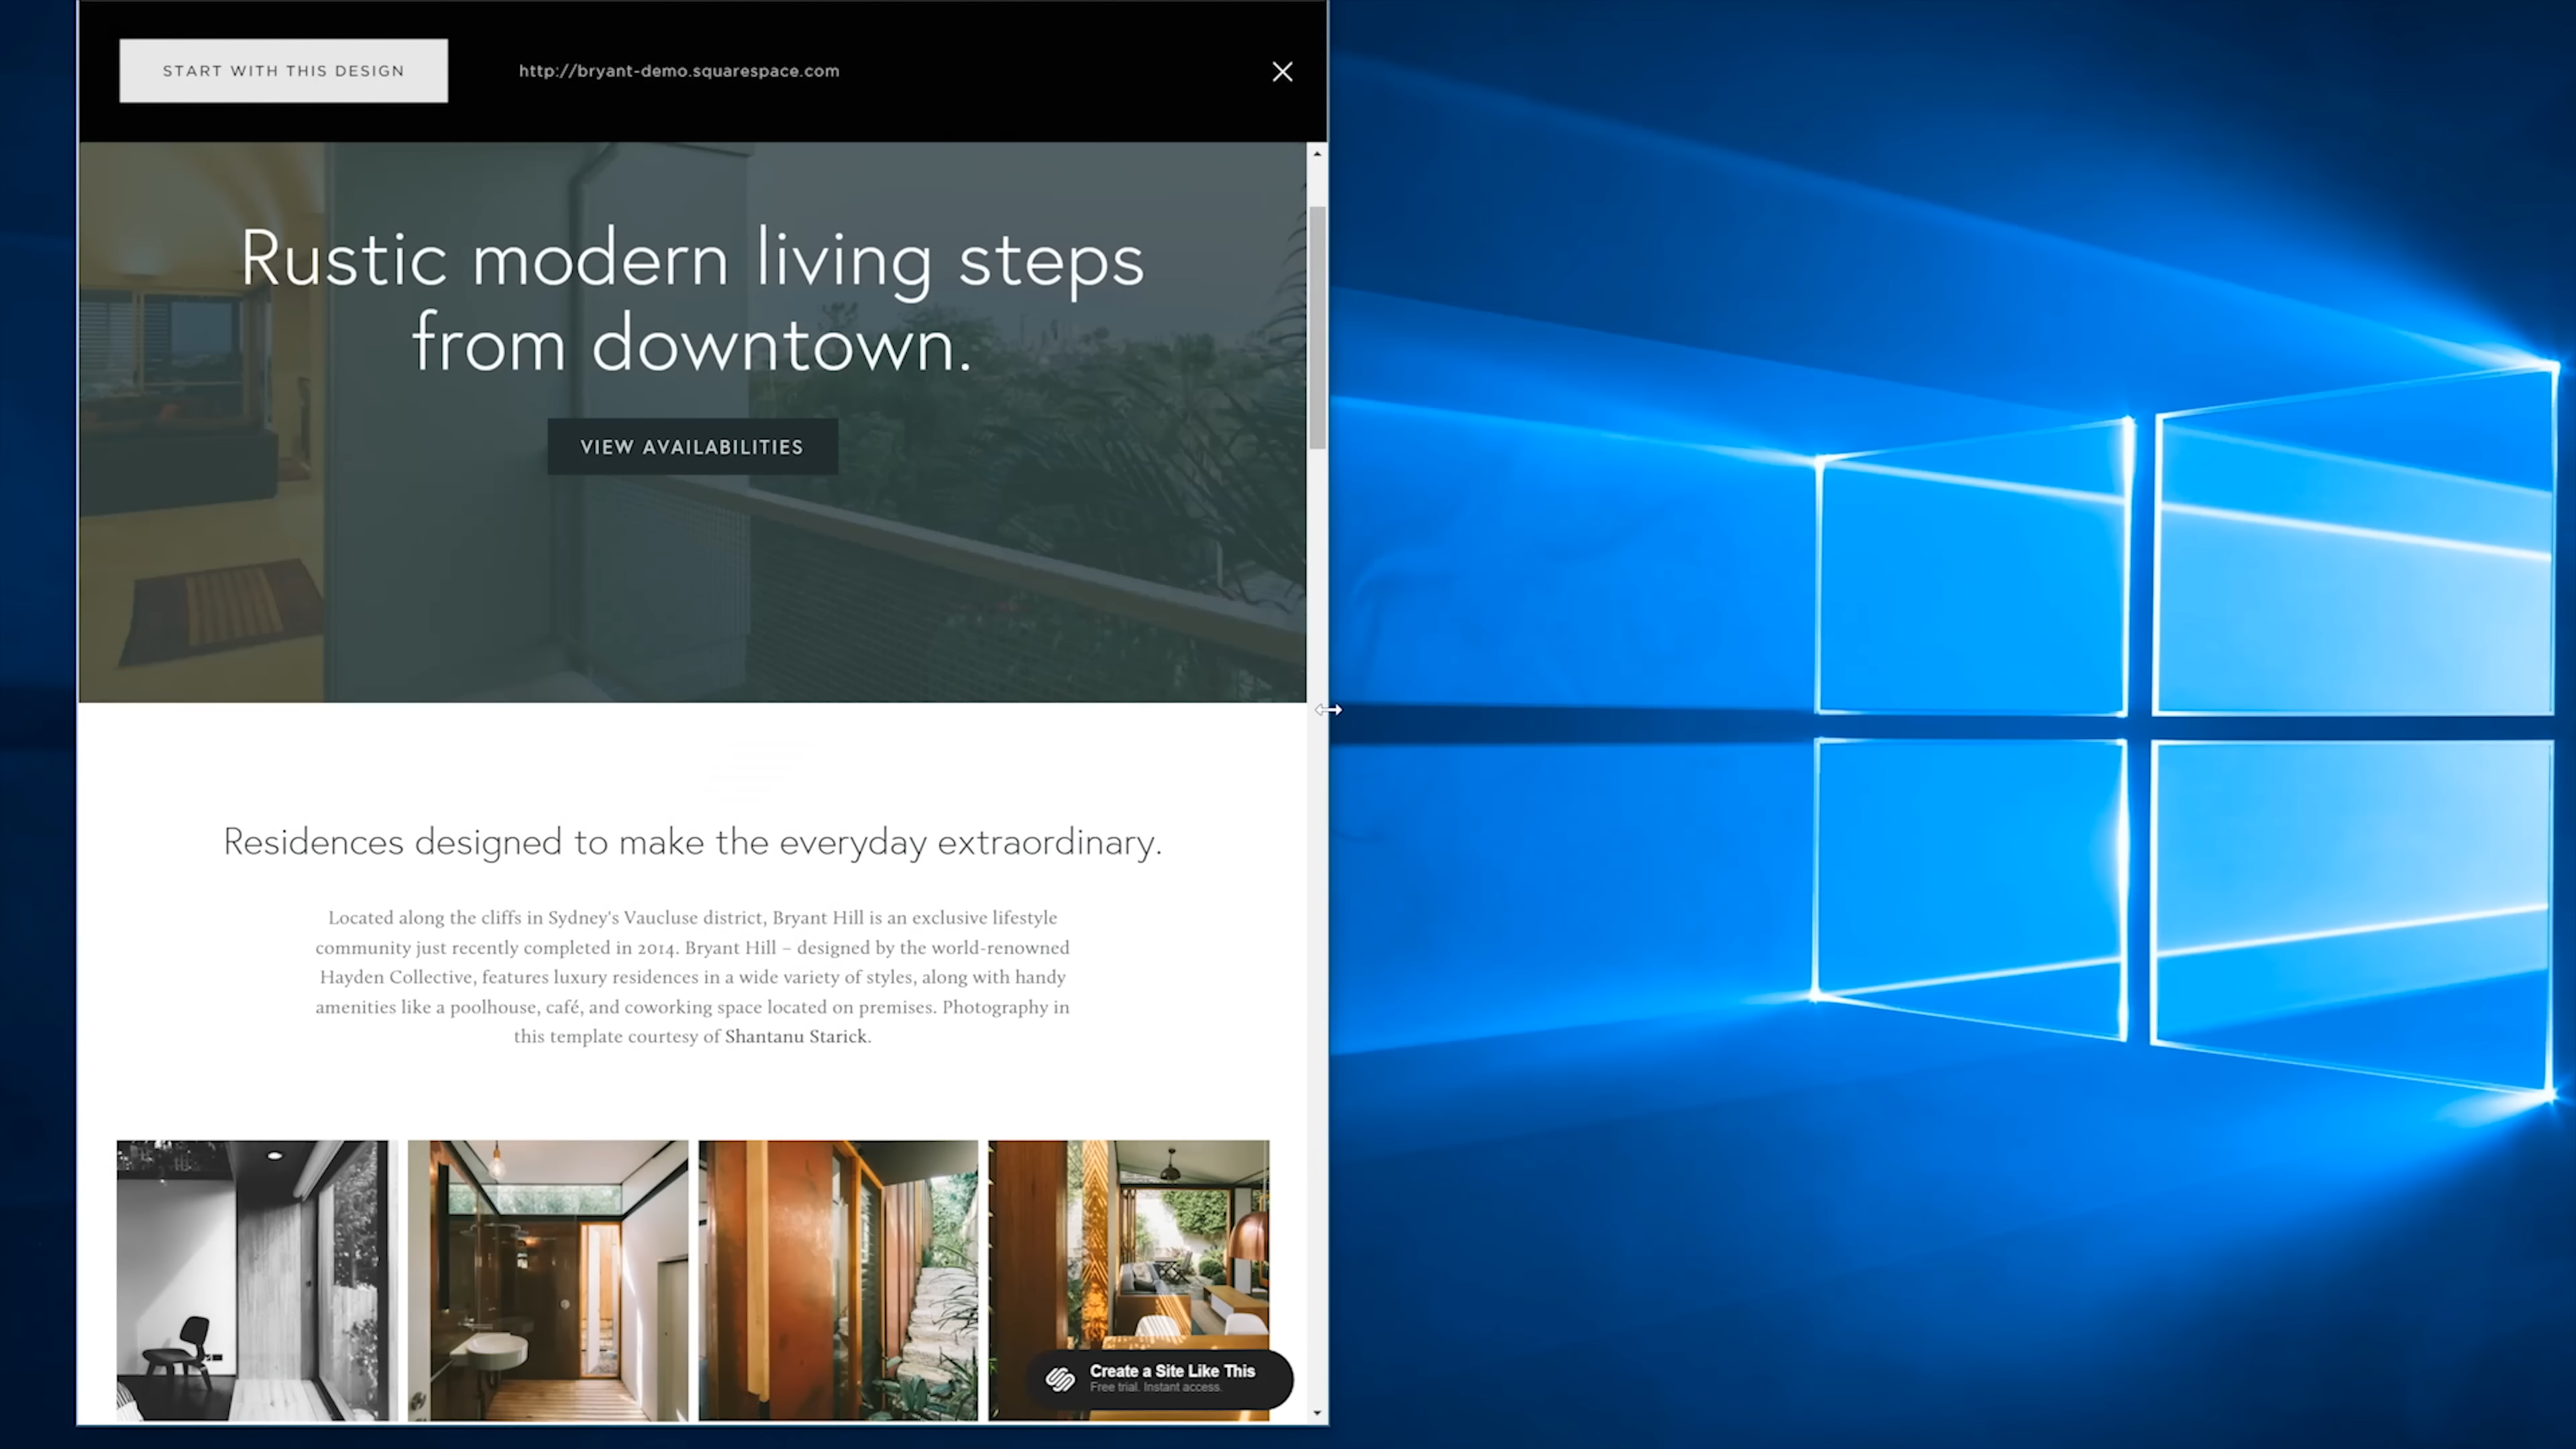 START WITH THIS DESIGN
http://bryant-demo.squarespace.com
Rustic modern living steps
from downtown.
VIEW AVAILABILITIES
Residences designed to make the everyday extraordinary.
Located along the cliffs in Sydney's Vaucluse district, Bryant Hill is an exclusive lifestyle
community just recently completed in 2014. Bryant Hill – designed by the world-renowned
Hayden Collective, features luxury residences in a wide variety of styles, along with handy
amenities like a poolhouse, café, and coworking space located on premises. Photography in
this template courtesy of Shantanu Starick.
Create a Site Like This
Free trial. Instant access.